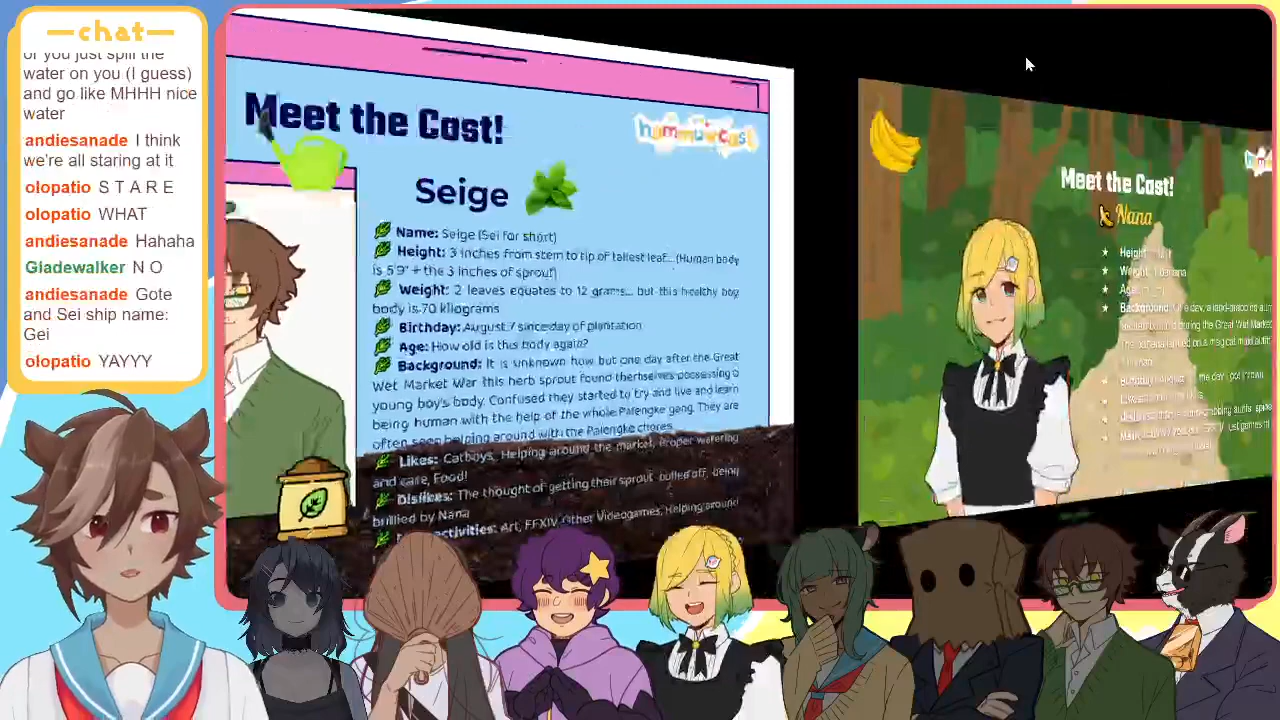 chat
or you just spill the
water on you (I guess)
and go like MHHH nice
water
andiesanade I think
we're all staring at it
olopatio S T A R E
olopatio WHAT
andiesanade Hahaha
Gladewalker N O
andiesanade Gote
and Sei ship name:
Gei
olopatio YAYYY
Meet the Cast!
Seige
Name: Seige (Sei for short)
Height: 3 inches from stem to tip of tallest leaf... (Human body
is 5'9" + the 3 inches of sprout)
Weight: 2 leaves equates to 12 grams... but this healthy boy
body is 70 kilograms
Birthday: August 7 since day of plantation
Age: How old is this body again?
Background: It is unknown how but one day after the Great
Wet Market War this herb sprout found themselves possessing a
young boy's body. Confused they started to try and live and learn
being human with the help of the whole Palengke gang. They are
often seen helping around with the Palengke chores.
Likes: Catboys, Helping around the market, Proper watering
and care, Food!
Dislikes: The thought of getting their sprout pulled off, being
bullied by Nana
activities: Art, FFXIV, Other Videogames, Helping around
Meet the Cast!
Nana
Height:
Weight: 1 banana
Age:
Background: